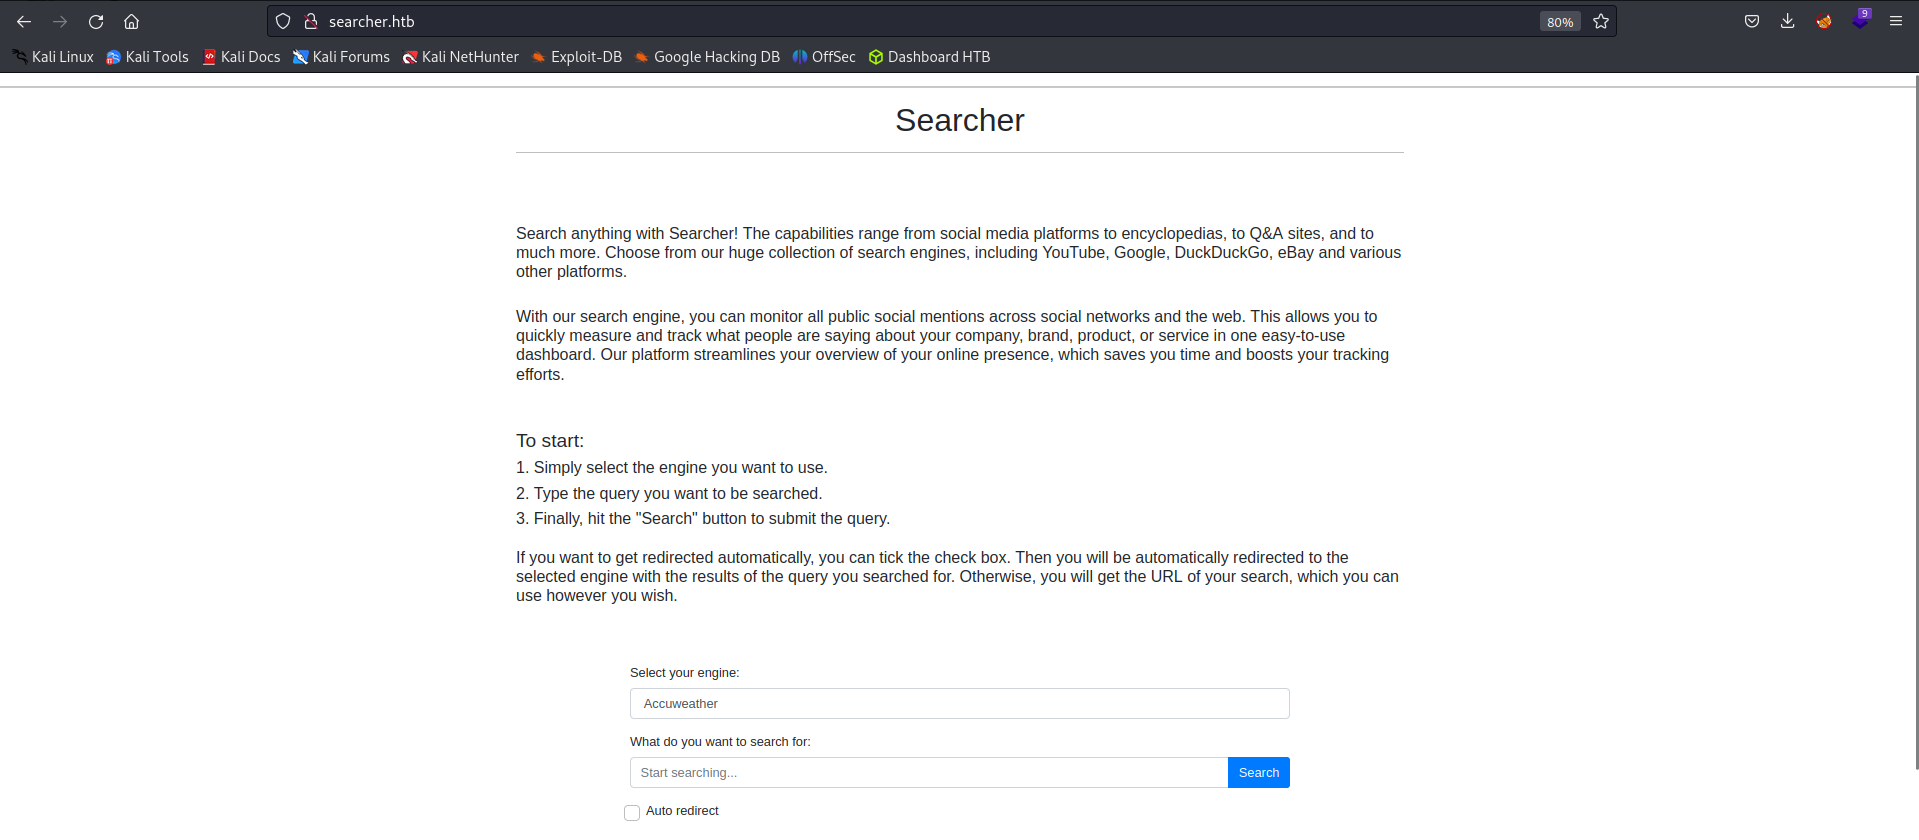 searcher.htb
80%
9
Kali Linux
Kali Tools
Kali Docs
Kali Forums
Kali NetHunter
Exploit-DB
Google Hacking DB
OffSec
Dashboard HTB
Searcher
Search anything with Searcher! The capabilities range from social media platforms to encyclopedias, to Q&A sites, and to
much more. Choose from our huge collection of search engines, including YouTube, Google, DuckDuckGo, eBay and various
other platforms.
With our search engine, you can monitor all public social mentions across social networks and the web. This allows you to
quickly measure and track what people are saying about your company, brand, product, or service in one easy-to-use
dashboard. Our platform streamlines your overview of your online presence, which saves you time and boosts your tracking
efforts.
To start:
1. Simply select the engine you want to use.
2. Type the query you want to be searched.
3. Finally, hit the "Search" button to submit the query.
If you want to get redirected automatically, you can tick the check box. Then you will be automatically redirected to the
selected engine with the results of the query you searched for. Otherwise, you will get the URL of your search, which you can
use however you wish.
Select your engine:
Accuweather
What do you want to search for:
Start searching...
Search
Auto redirect